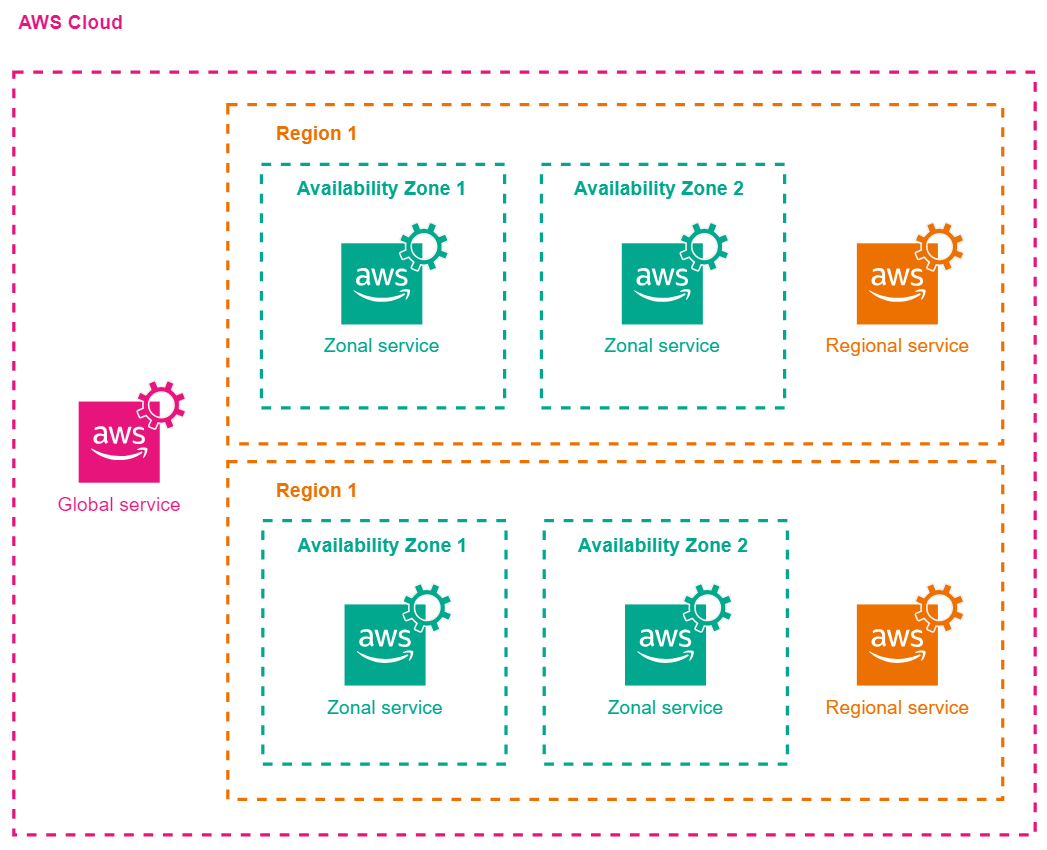 AWS Cloud
Region 1
Availability Zone 1
Availability Zone 2
aws
aws
aws
Zonal service
Zonal service
Regional service
aws
Global service
Region 1
Availability Zone 1
Availability Zone 2
aws
aws
aws
Zonal service
Zonal service
Regional service